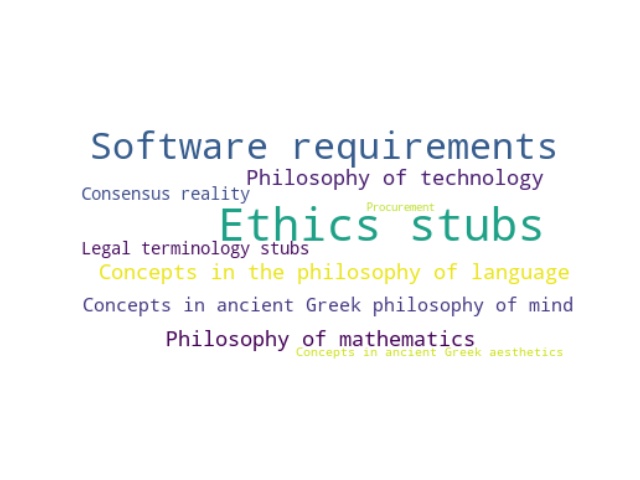 Software requirements
Philosophy of technology
Consensus reality
Procurement
Ethics stubs
Legal terminology stubs
Concepts in the philosophy of language
Concepts in ancient Greek philosophy of mind
Philosophy of mathematics
Concepts in ancient Greek aesthetics